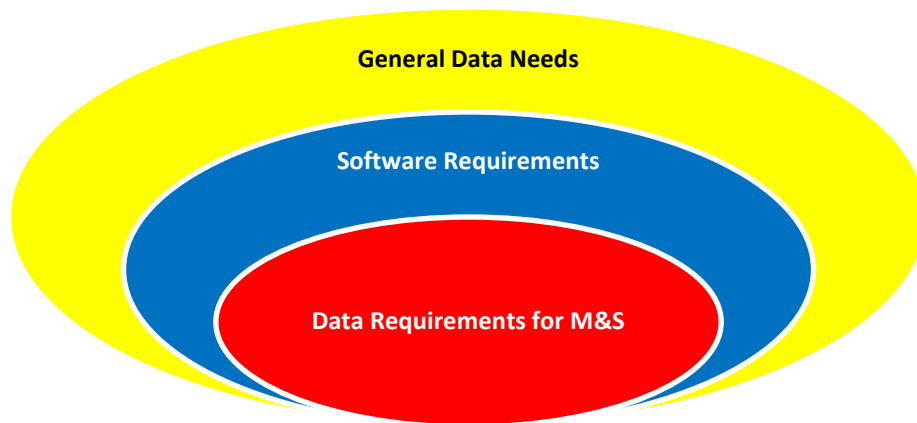 General Data Needs
Software Requirements
Data Requirements for M&S